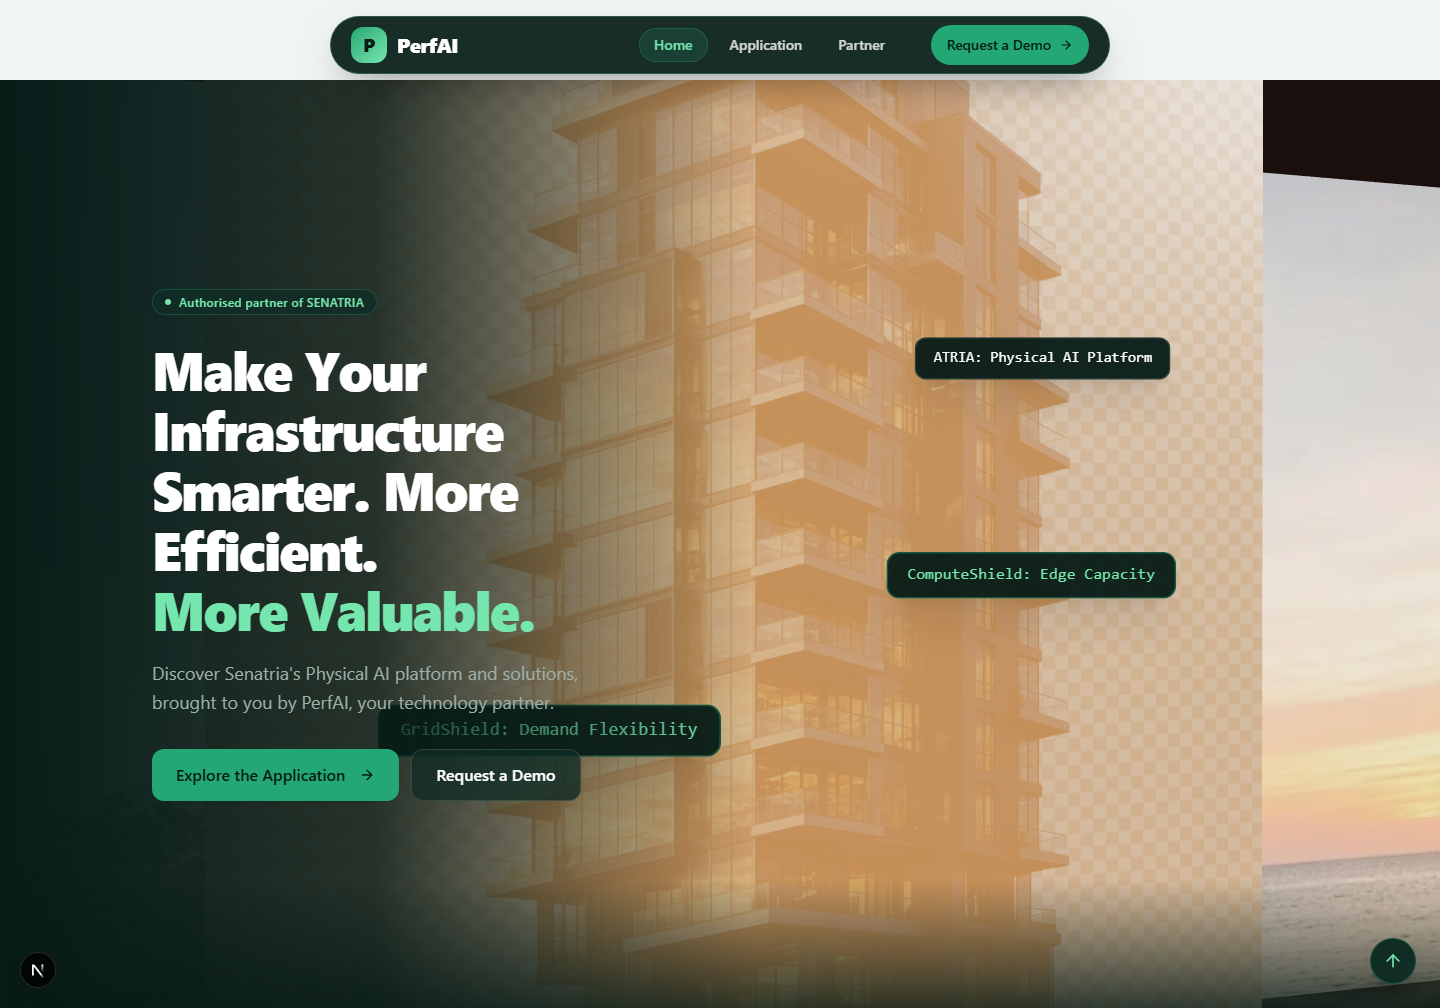 P PerfAI
Home Application Partner Request a Demo →
Authorised partner of SENATRIA
Make Your
Infrastructure
Smarter. More
Efficient.
More Valuable.
Discover Senatria's Physical AI platform and solutions,
brought to you by PerfAI, your technology partner.
Explore the Application →
Request a Demo
ATRIA: Physical AI Platform
ComputeShield: Edge Capacity
GridShield: Demand Flexibility
N